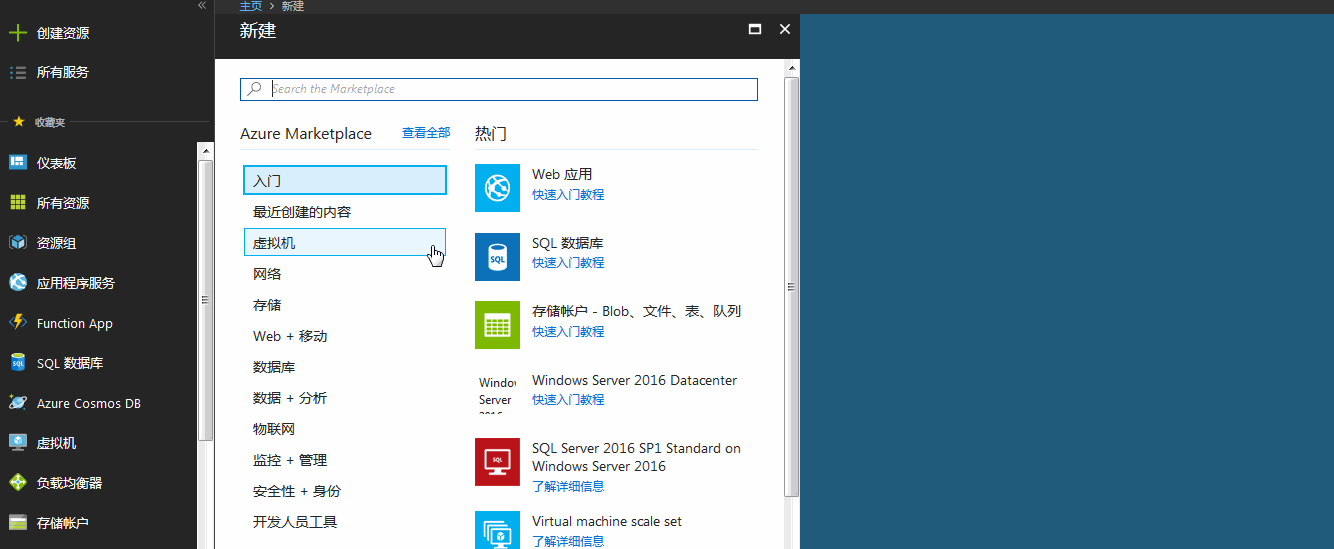 主页 > 新建
创建资源
所有服务
收藏夹
仪表板
所有资源
资源组
应用程序服务
Function App
SQL 数据库
Azure Cosmos DB
虚拟机
负载均衡器
存储帐户
新建
Search the Marketplace
Azure Marketplace
查看全部
入门
最近创建的内容
虚拟机
网络
存储
Web + 移动
数据库
数据 + 分析
物联网
监控 + 管理
安全性 + 身份
开发人员工具
热门
Web 应用
快速入门教程
SQL
SQL 数据库
快速入门教程
存储帐户 - Blob、文件、表、队列
快速入门教程
Window
Server
2016
Windows Server 2016 Datacenter
快速入门教程
SQL
SQL Server 2016 SP1 Standard on
Windows Server 2016
了解详细信息
Virtual machine scale set
了解详细信息